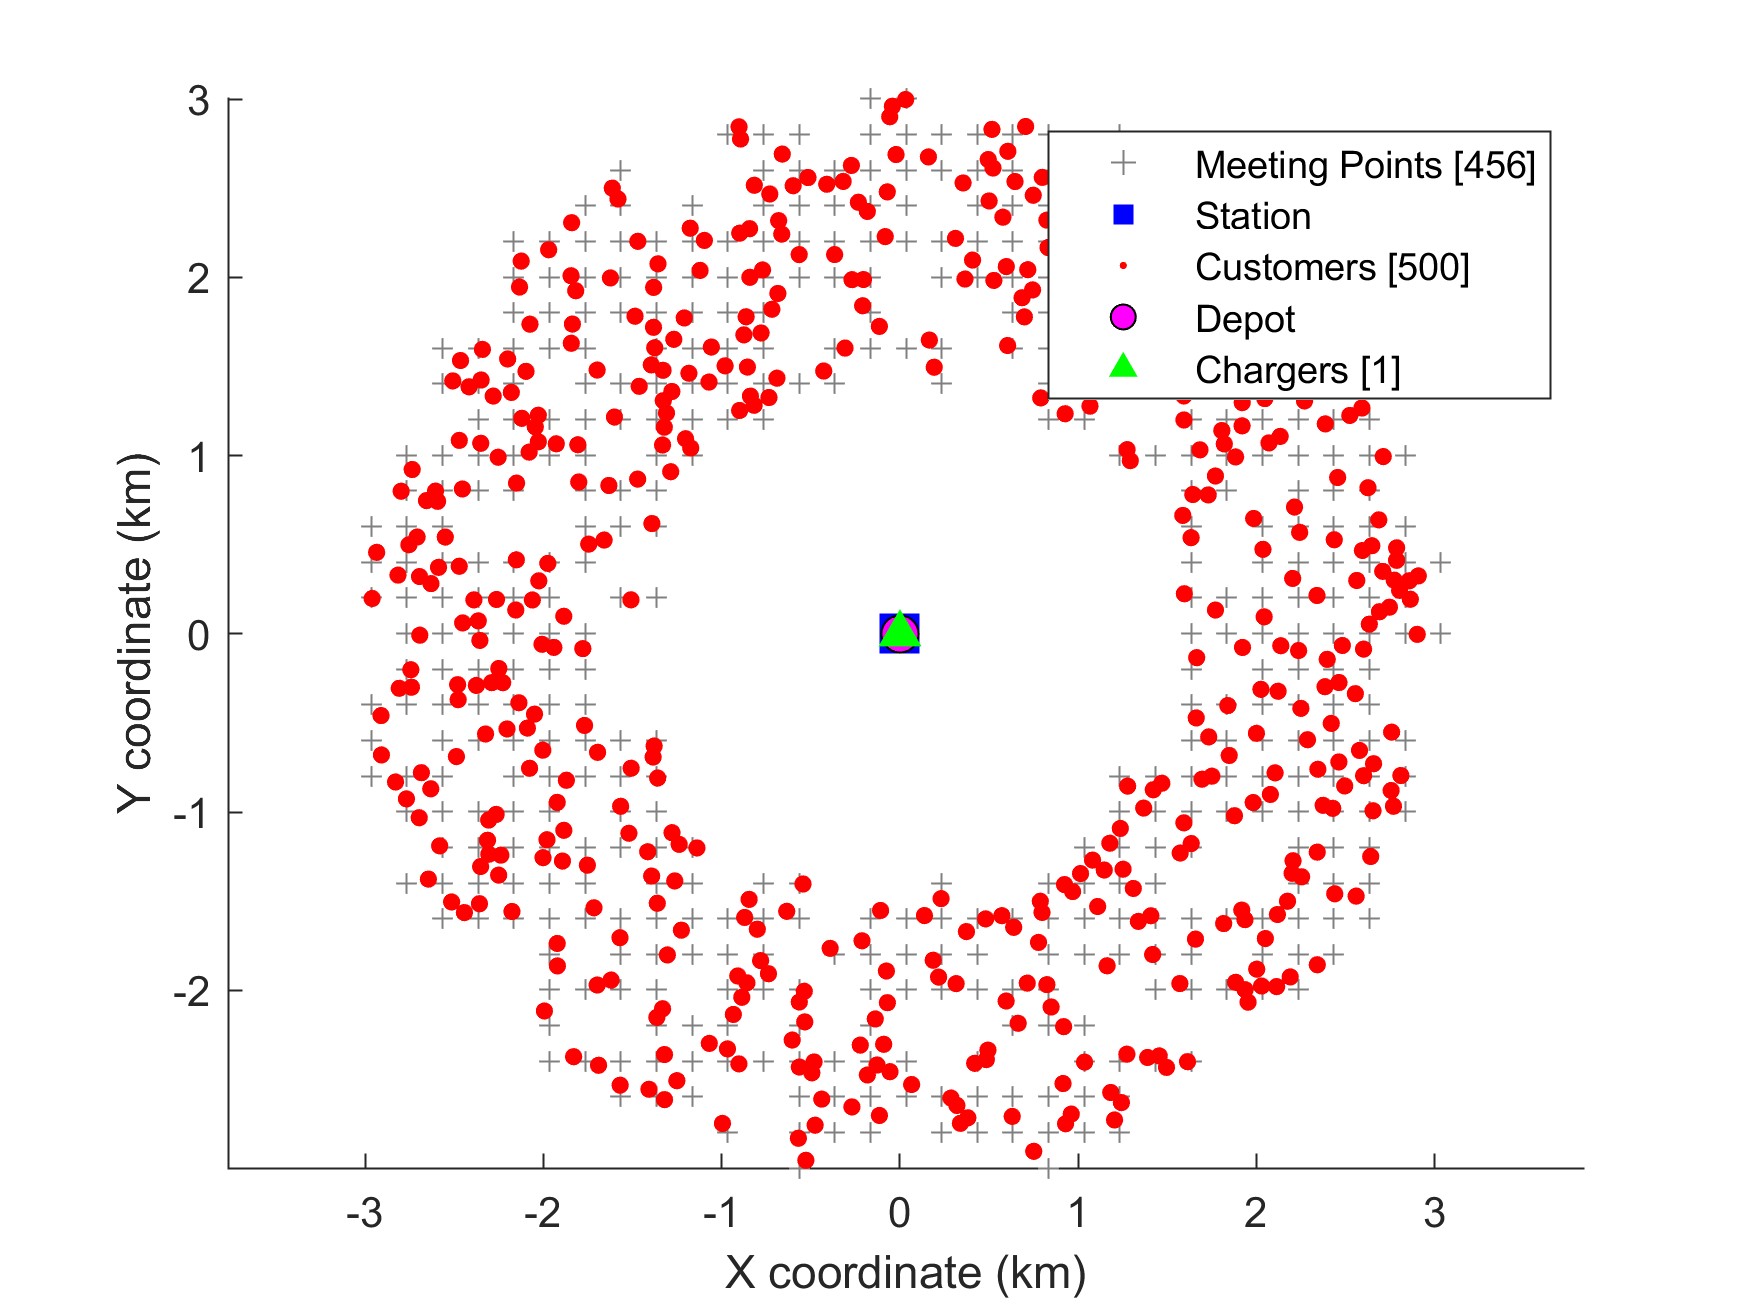 3
2
1
0
-1
-2
Y coordinate (km)
-3
-2
-1
0
1
2
3
X coordinate (km)
Meeting Points [456]
Station
Customers [500]
Depot
Chargers [1]